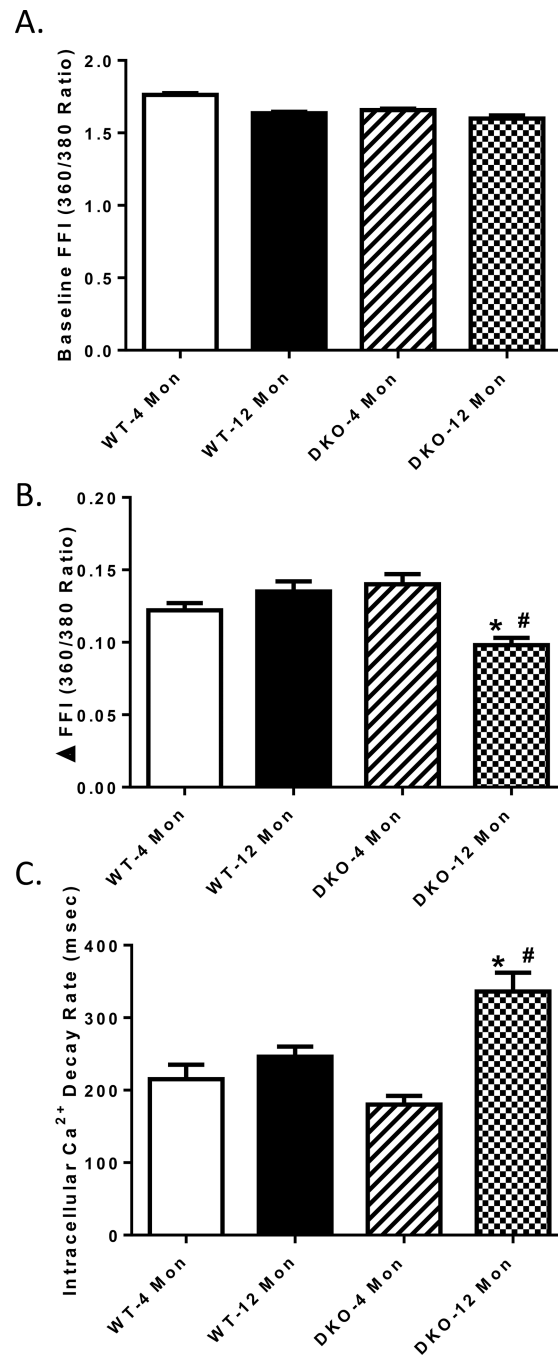 A.
Baseline FFI (360/380 Ratio)
2.0
1.5
1.0
0.5
0.0
WT-4 Mon
WT-12 Mon
DKO-4 Mon
DKO-12 Mon
B.
▲ FFI (360/380 Ratio)
0.20
0.15
0.10
0.05
0.00
* #
WT-4 Mon
WT-12 Mon
DKO-4 Mon
DKO-12 Mon
C.
Intracellular Ca²⁺ Decay Rate (msec)
400
300
200
100
0
* #
WT-4 Mon
WT-12 Mon
DKO-4 Mon
DKO-12 Mon